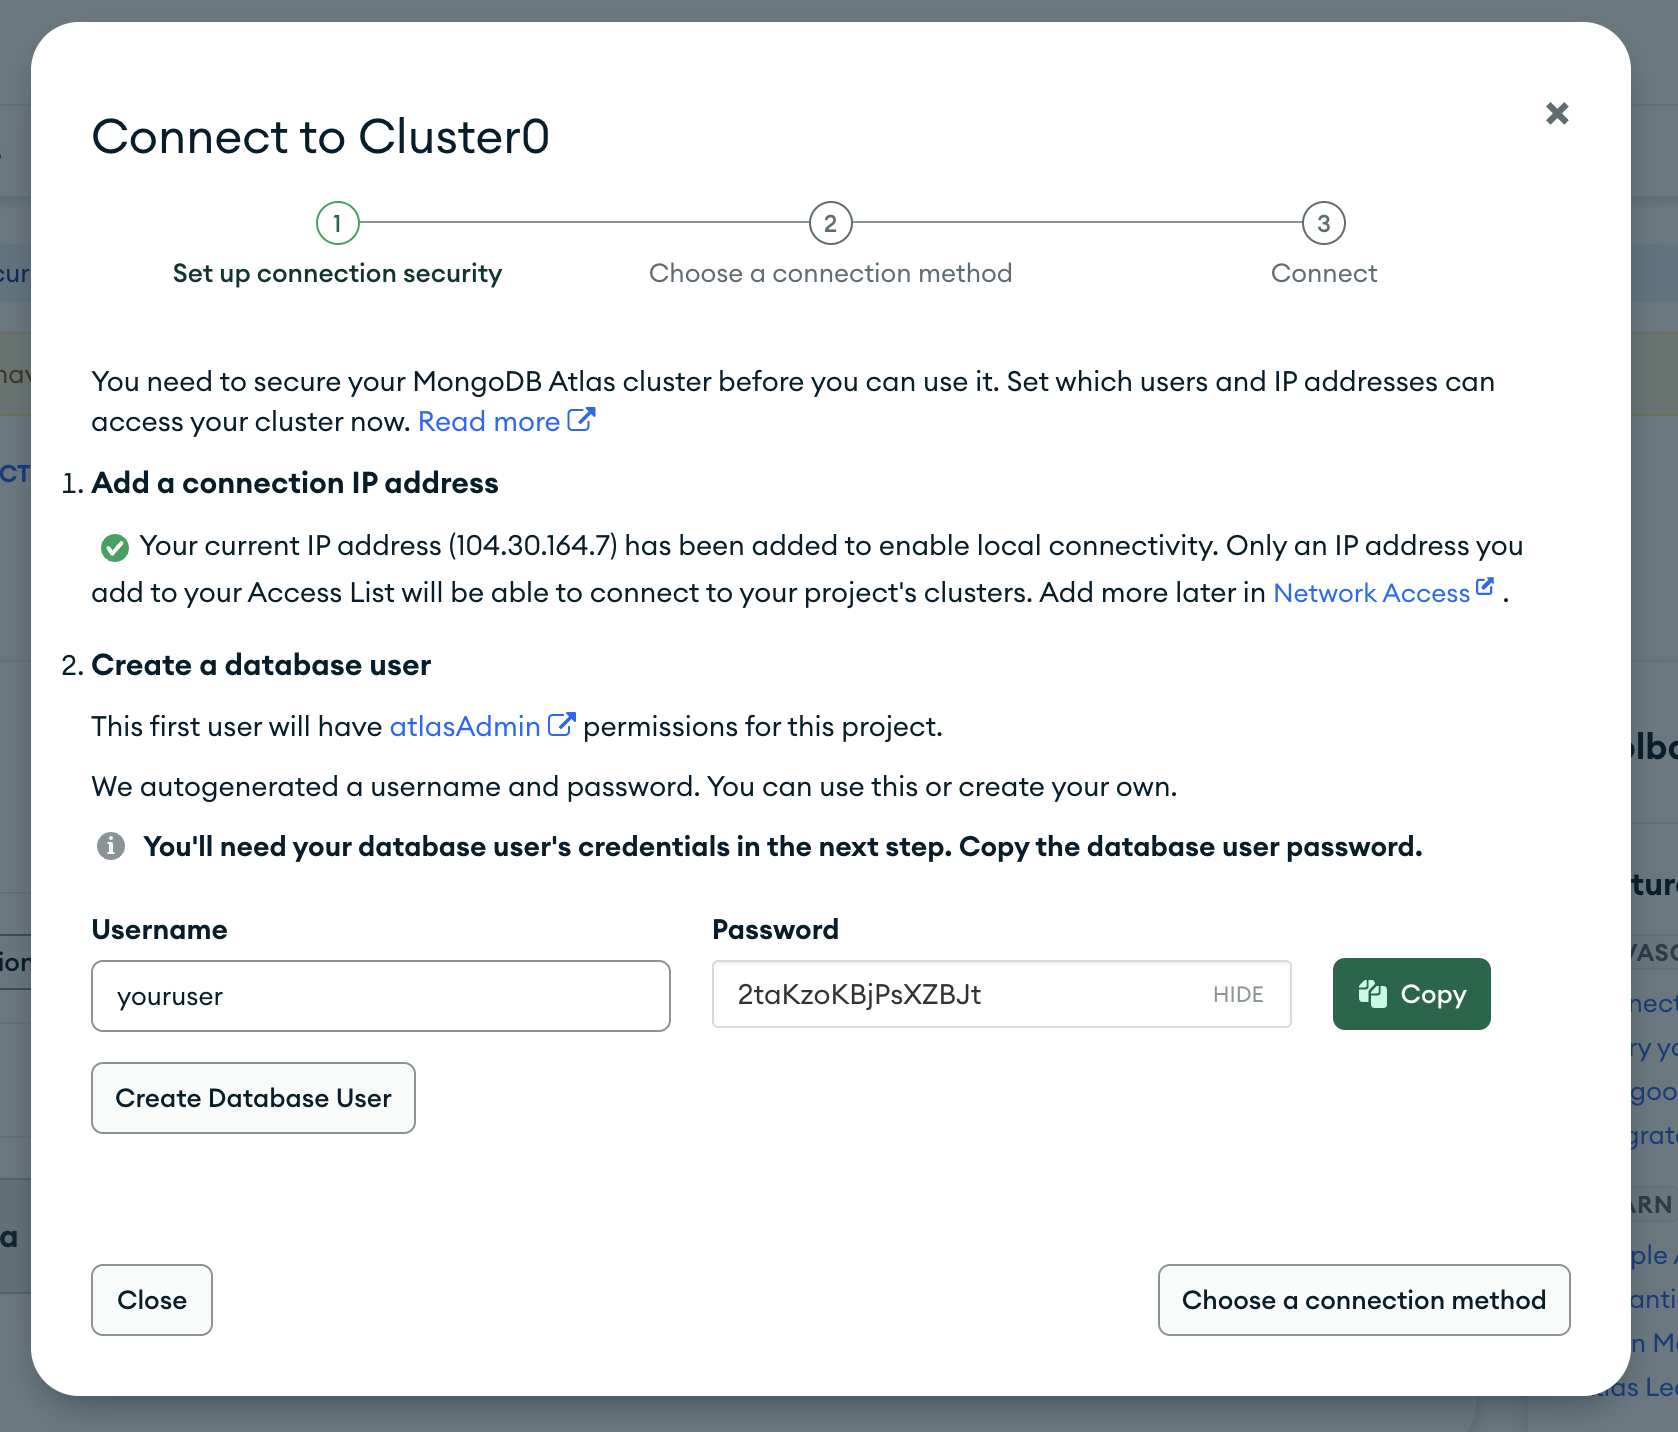 Connect to Cluster0
1
2
3
Set up connection security
Choose a connection method
Connect
You need to secure your MongoDB Atlas cluster before you can use it. Set which users and IP addresses can
access your cluster now. Read more
1. Add a connection IP address
Your current IP address (104.30.164.7) has been added to enable local connectivity. Only an IP address you
add to your Access List will be able to connect to your project's clusters. Add more later in Network Access .
2. Create a database user
This first user will have atlasAdmin permissions for this project.
We autogenerated a username and password. You can use this or create your own.
You'll need your database user's credentials in the next step. Copy the database user password.
Username
Password
youruser
2taKzoKBjPsXZBJt
HIDE
Copy
Create Database User
Close
Choose a connection method